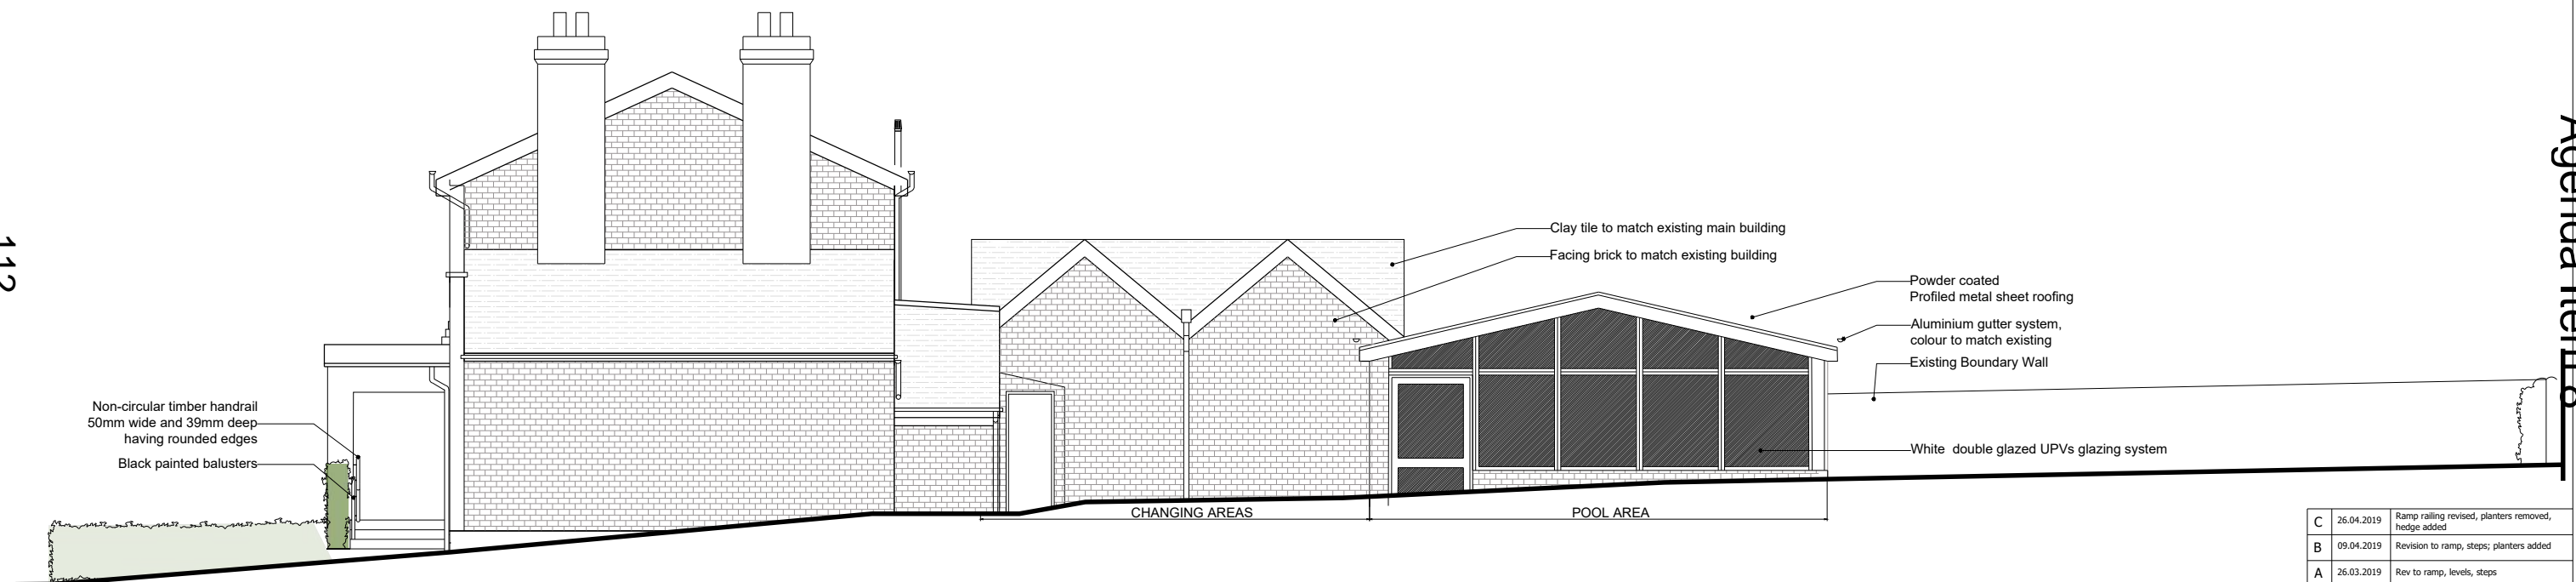 Agenda Item 8
112
Clay tile to match existing main building
Facing brick to match existing building
Powder coated
Profiled metal sheet roofing
Aluminium gutter system,
colour to match existing
Existing Boundary Wall
Non-circular timber handrail
50mm wide and 39mm deep
having rounded edges
Black painted balusters
White double glazed UPVs glazing system
CHANGING AREAS
POOL AREA
C 26.04.2019 Ramp railing revised, planters removed,
hedge added
B 09.04.2019 Revision to ramp, steps; planters added
A 26.03.2019 Rev to ramp, levels, steps